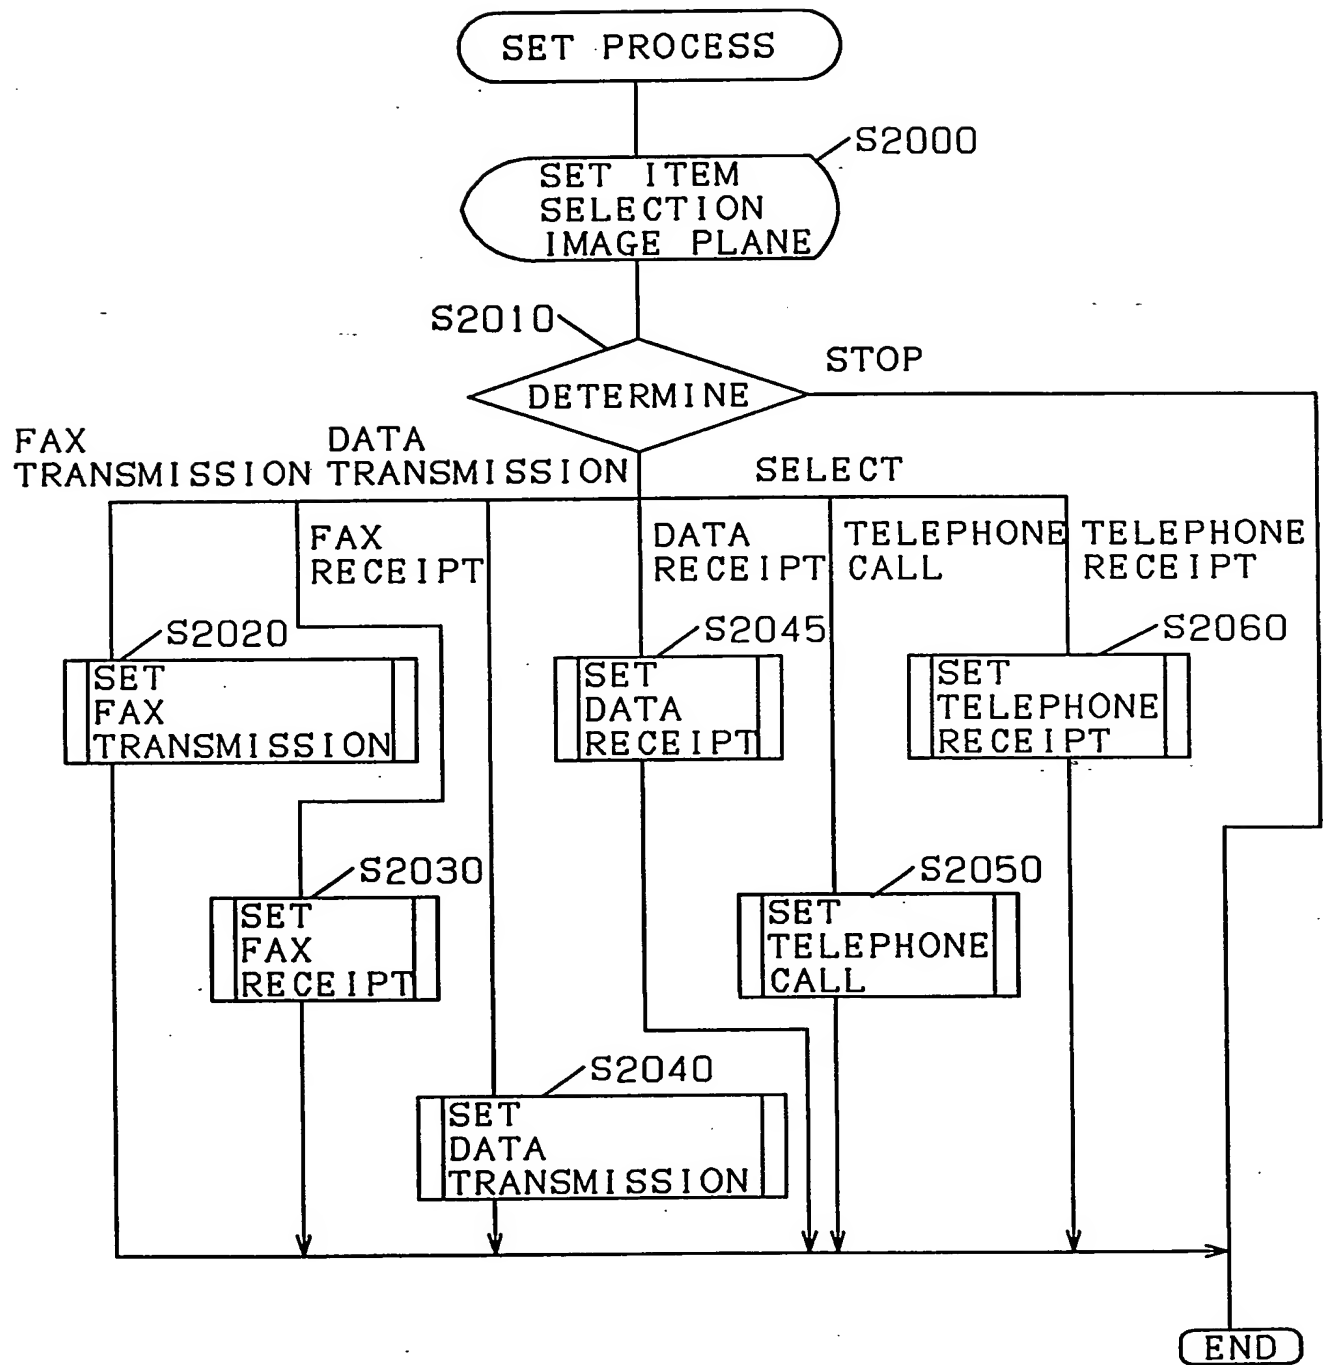 SET PROCESS
S2000
SET ITEM
SELECTION
IMAGE PLANE
S2010
STOP
DETERMINE
FAX
TRANSMISSION
DATA
TRANSMISSION
SELECT
FAX
RECEIPT
DATA
RECEIPT
TELEPHONE
CALL
TELEPHONE
RECEIPT
S2020
SET
FAX
TRANSMISSION
S2045
SET
DATA
RECEIPT
S2060
SET
TELEPHONE
RECEIPT
S2030
SET
FAX
RECEIPT
S2050
SET
TELEPHONE
CALL
S2040
SET
DATA
TRANSMISSION
END